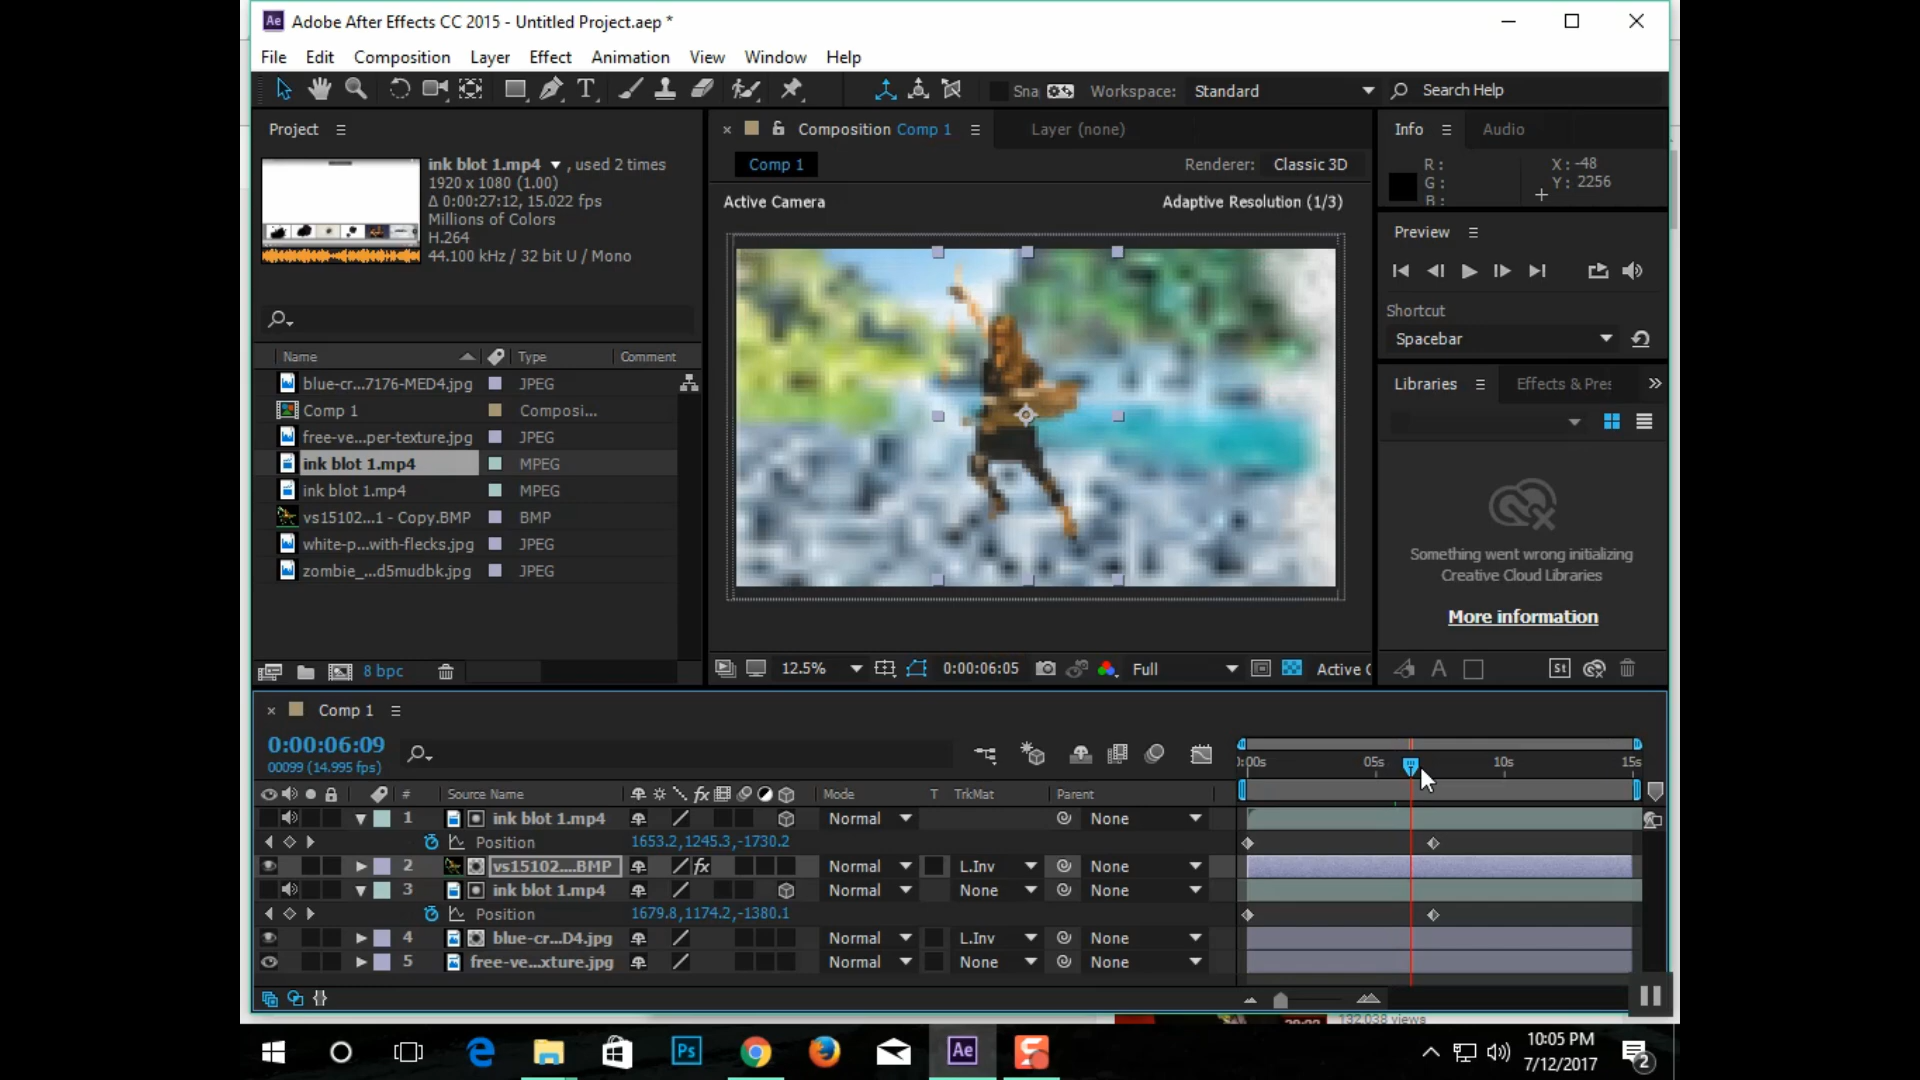 Ae Adobe After Effects CC 2015 - Untitled Project.aep *
File Edit Composition Layer Effect Animation View Window Help
T Sna Workspace: Standard Search Help
Project
ink blot 1.mp4 , used 2 times
1920 x 1080 (1.00)
Δ 0:00:27:12, 15.022 fps
Millions of Colors
H.264
44.100 kHz / 32 bit U / Mono
Name Type Comment
blue-cr...7176-MED4.jpg JPEG
Comp 1 Composi...
free-ve...per-texture.jpg JPEG
ink blot 1.mp4 MPEG
ink blot 1.mp4 MPEG
vs15102...1 - Copy.BMP BMP
white-p...with-flecks.jpg JPEG
zombie_...d5mudbk.jpg JPEG
8 bpc
× Composition Comp 1 Layer (none)
Comp 1 Renderer: Classic 3D
Active Camera Adaptive Resolution (1/3)
12.5% 0:00:06:05 Full Active C
Info Audio
R : X : -48
G : Y : 2256
B :
Preview
Shortcut
Spacebar
Libraries Effects & Pres »
Something went wrong initializing
Creative Cloud Libraries
More information
A St
× Comp 1
0:00:06:09
00099 (14.995 fps)
):00s 05s 10s 15s
# Source Name fx Mode T TrkMat Parent
1 ink blot 1.mp4 Normal None
Position 1653.2,1245.3,-1730.2
2 vs15102....BMP fx Normal L.Inv None
3 ink blot 1.mp4 Normal None None
Position 1679.8,1174.2,-1380.1
4 blue-cr...D4.jpg Normal L.Inv None
5 free-ve...xture.jpg Normal None None
132,038 views
Ps Ae S
10:05 PM
7/12/2017
2